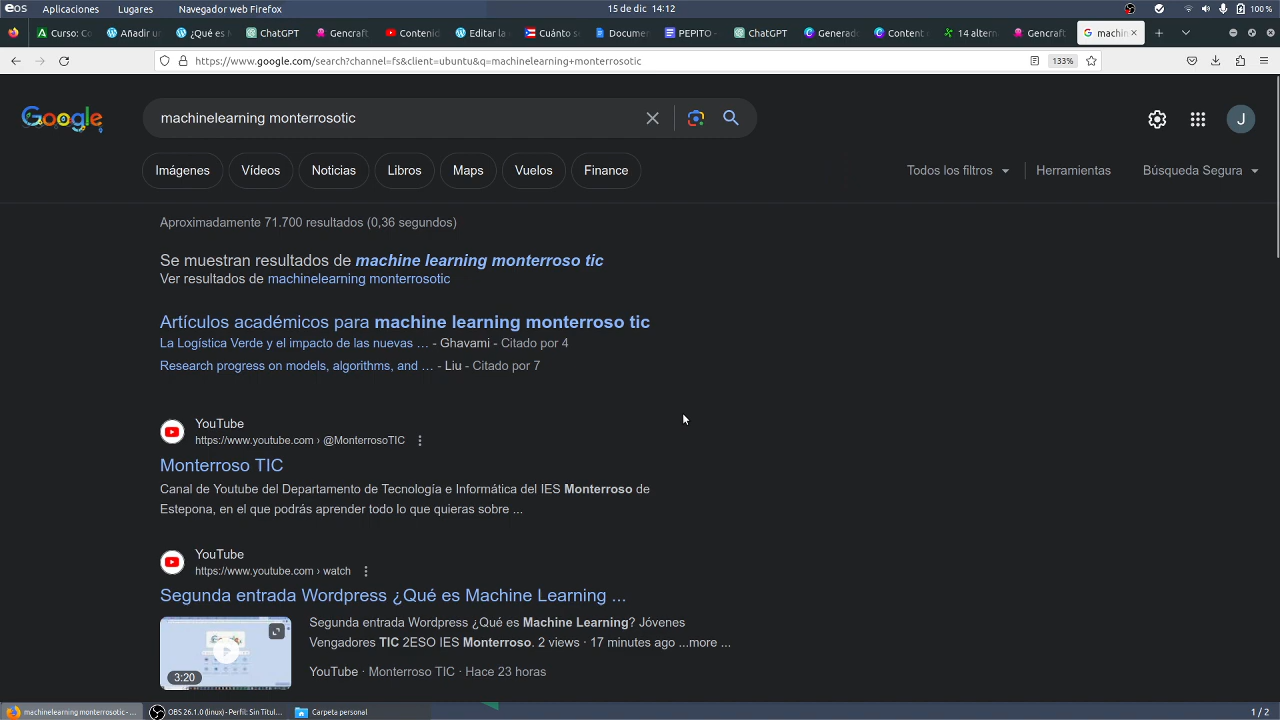 eos Aplicaciones Lugares Navegador web Firefox 15 de dic 14:12 100 %
Curso: Co Añadir u ¿Qué es ChatGPT Gencraft Conteni Editar la Cuánto s Docume PEPITO - ChatGPT Generad Content 14 altern Gencraft machin
https://www.google.com/search?channel=fs&client=ubuntu&q=machinelearning+monterrosotic 133%
Google machinelearning monterrosotic J
Imágenes Vídeos Noticias Libros Maps Vuelos Finance Todos los filtros Herramientas Búsqueda Segura
Aproximadamente 71.700 resultados (0,36 segundos)
Se muestran resultados de machine learning monterroso tic
Ver resultados de machinelearning monterrosotic
Artículos académicos para machine learning monterroso tic
La Logística Verde y el impacto de las nuevas … - Ghavami - Citado por 4
Research progress on models, algorithms, and … - Liu - Citado por 7
YouTube
https://www.youtube.com › @MonterrosoTIC
Monterroso TIC
Canal de Youtube del Departamento de Tecnología e Informática del IES Monterroso de
Estepona, en el que podrás aprender todo lo que quieras sobre ...
YouTube
https://www.youtube.com › watch
Segunda entrada Wordpress ¿Qué es Machine Learning ...
Segunda entrada Wordpress ¿Qué es Machine Learning? Jóvenes
Vengadores TIC 2ESO IES Monterroso. 2 views · 17 minutes ago ...more ...
3:20
YouTube · Monterroso TIC · Hace 23 horas
machinelearning monterrosotic -... OBS 26.1.0 (linux) - Perfil: Sin Titul... Carpeta personal 1 / 2